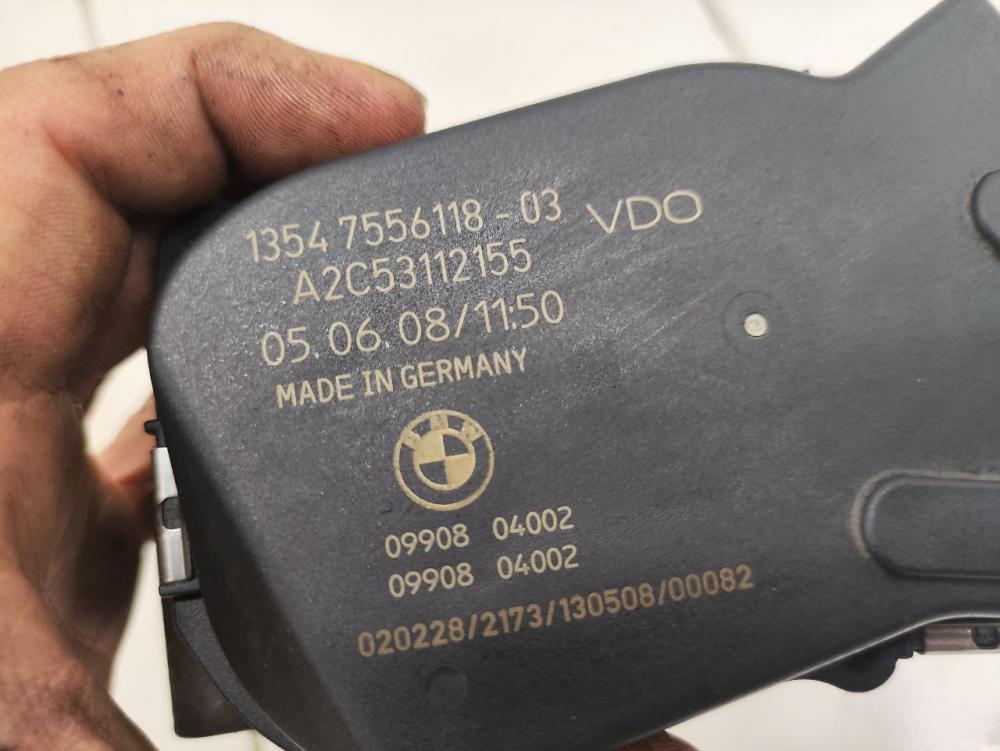 1354 7556118 - 03 VDO
A2C53112155
05.06.08/11:50
MADE IN GERMANY
BMW
09908 04002
09908 04002
020228/2173/130508/00082